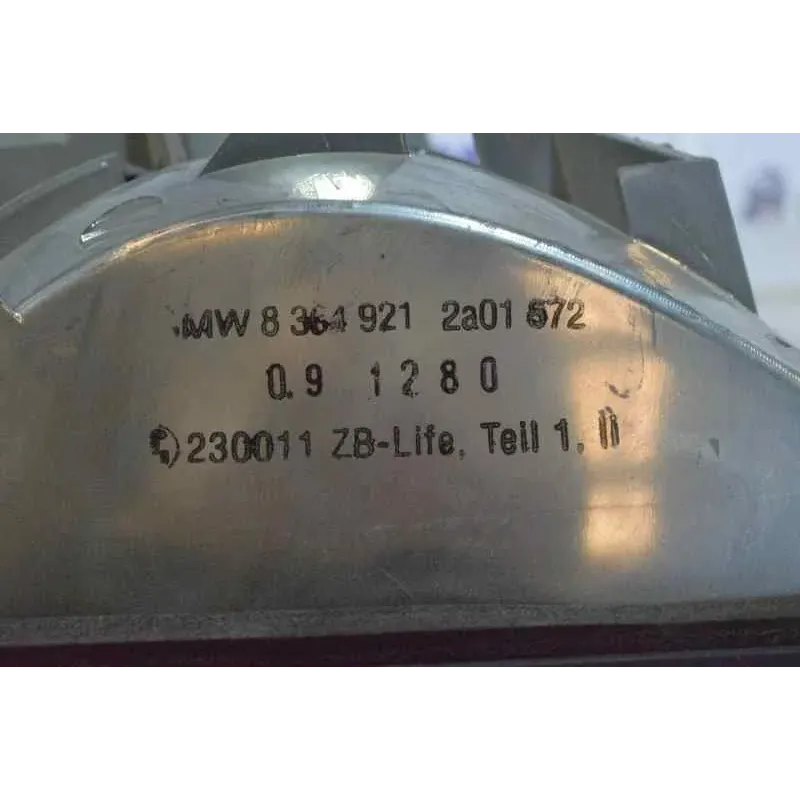 MW 8 364 921 2a01 672
0.9 1280
230011 ZB-Life, Teil 1, II